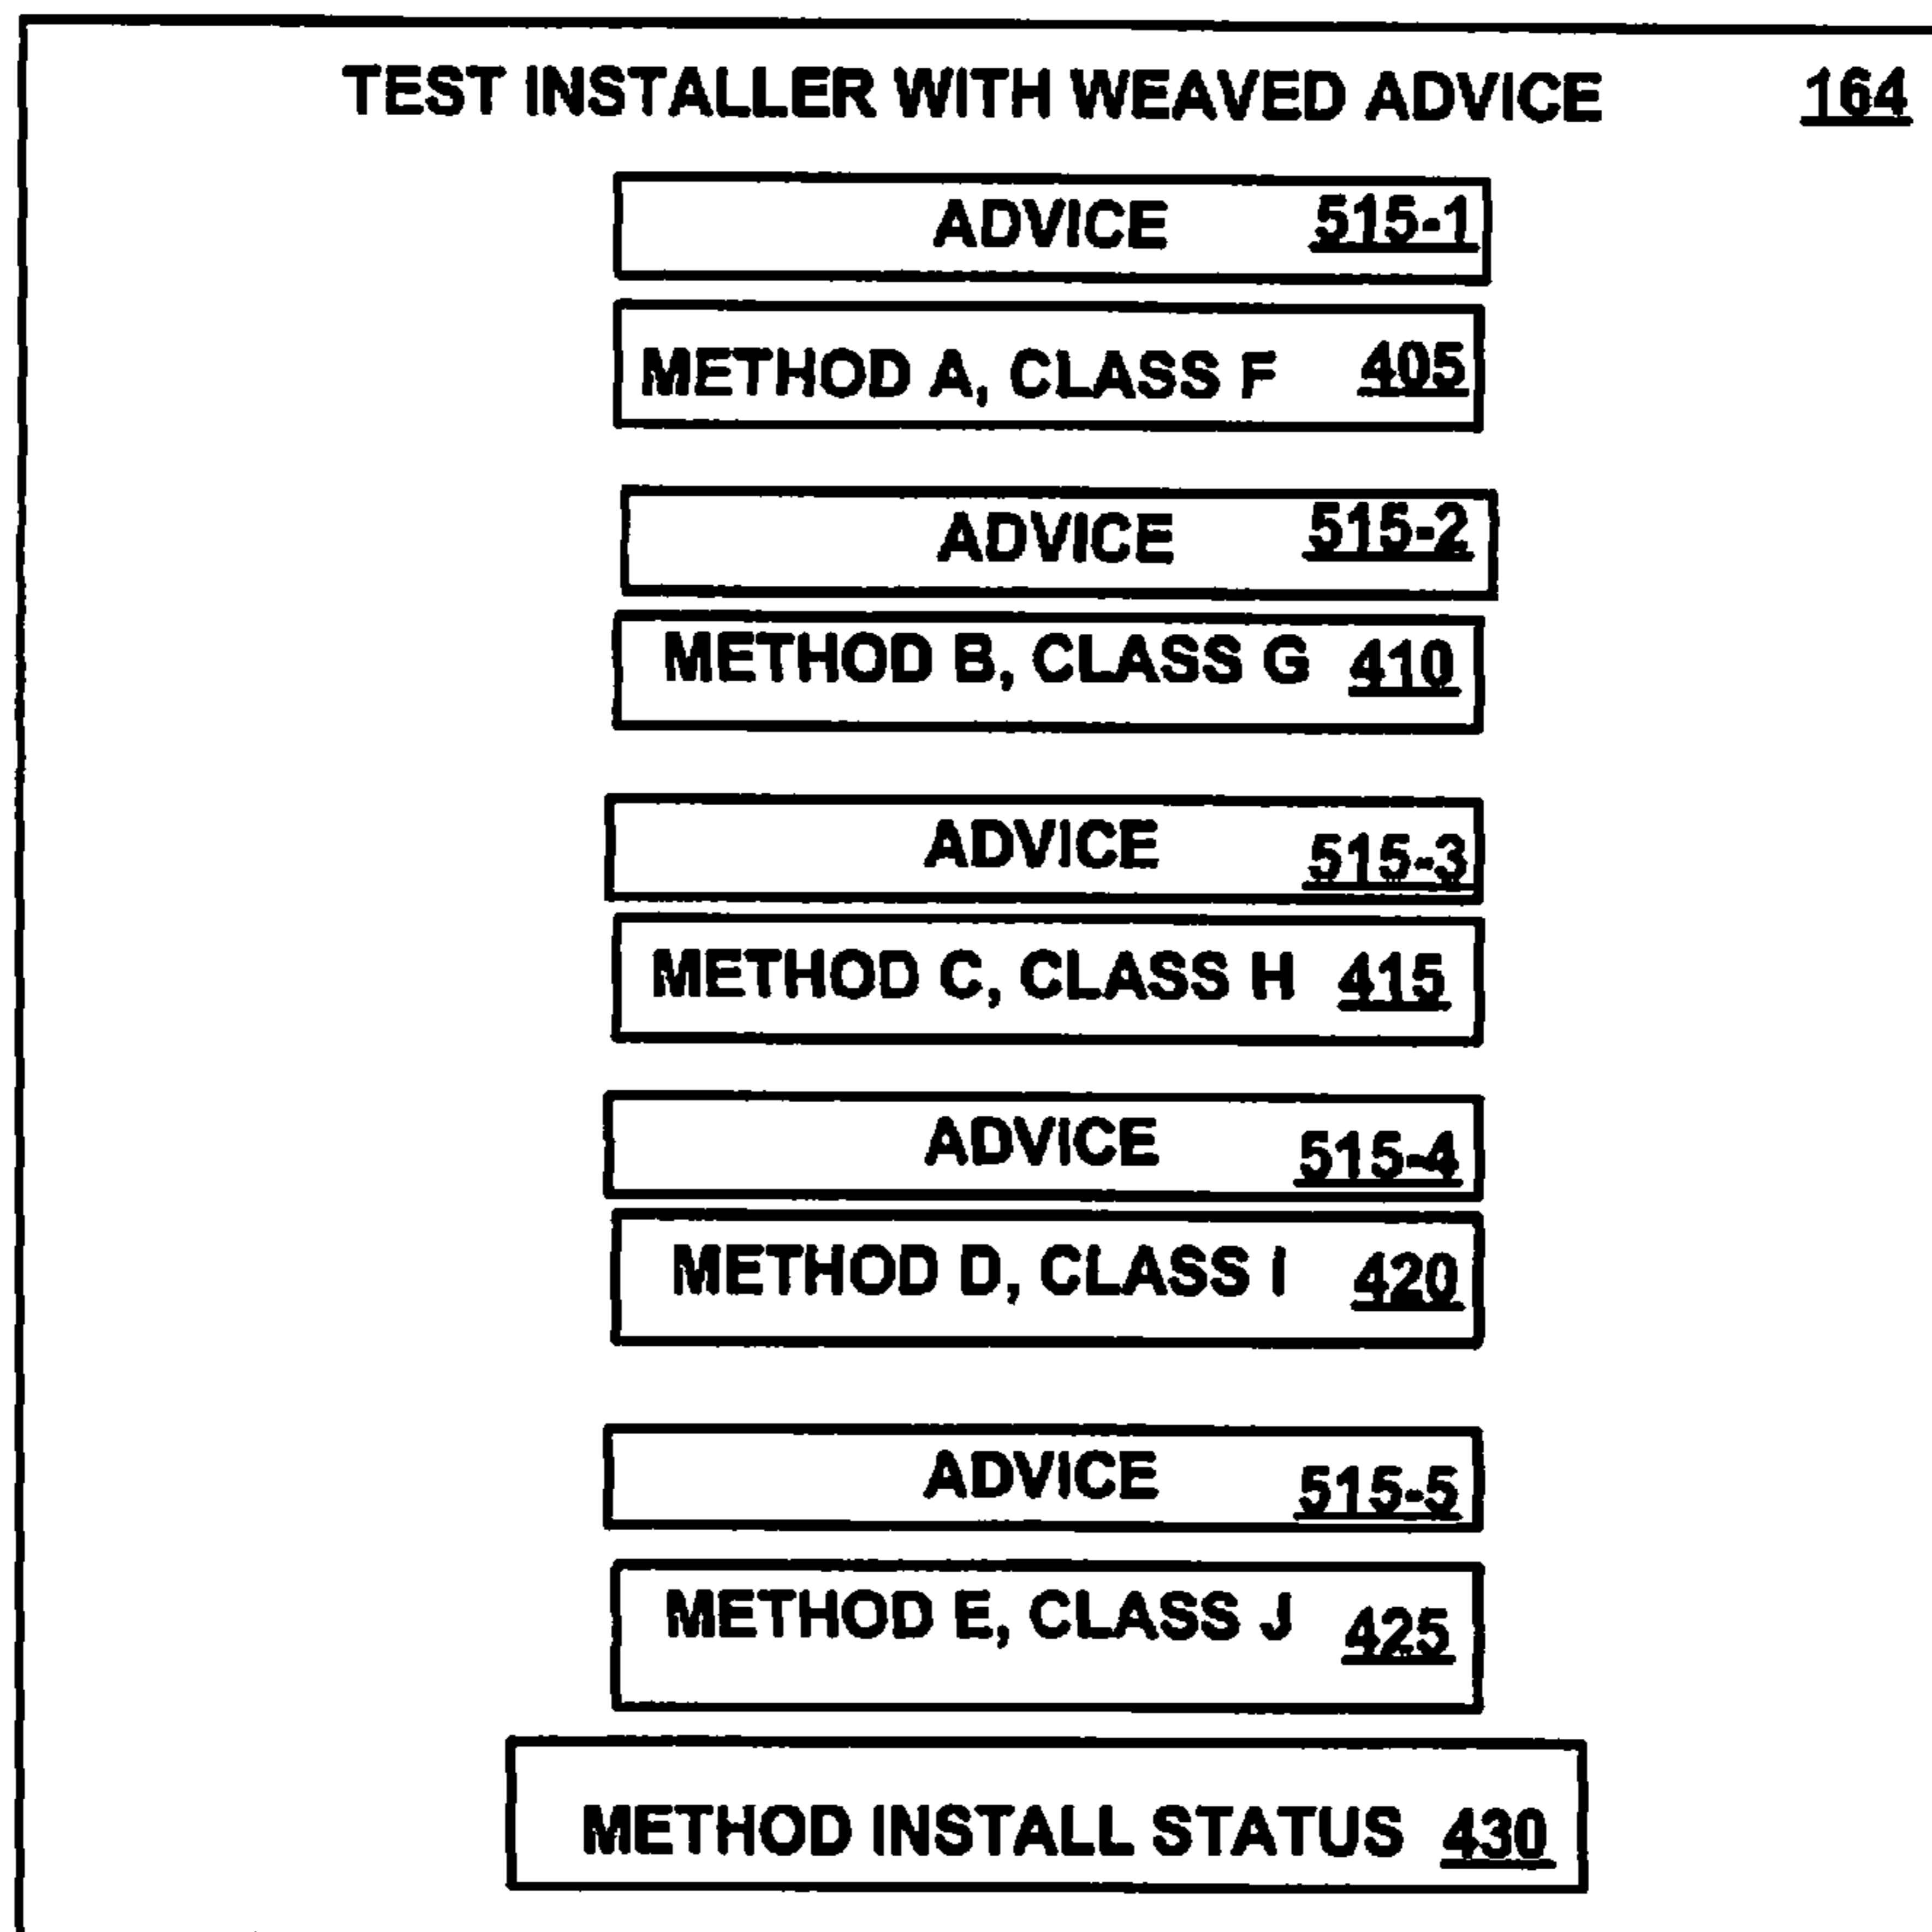 TEST INSTALLER WITH WEAVED ADVICE 164
ADVICE 515-1
METHOD A, CLASS F 405
ADVICE 515-2
METHOD B, CLASS G 410
ADVICE 515-3
METHOD C, CLASS H 415
ADVICE 515-4
METHOD D, CLASS I 420
ADVICE 515-5
METHOD E, CLASS J 425
METHOD INSTALL STATUS 430